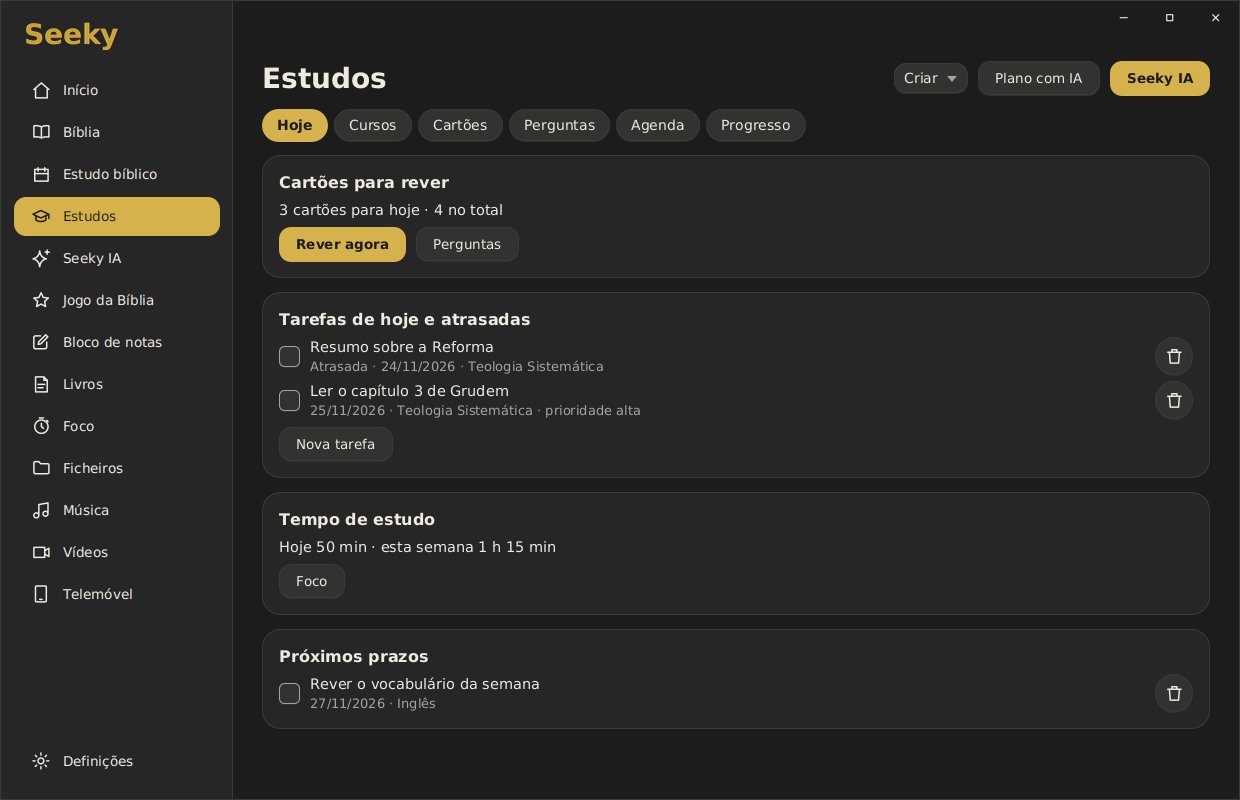 Seeky
Início
Bíblia
Estudo bíblico
Estudos
Seeky IA
Jogo da Bíblia
Bloco de notas
Livros
Foco
Ficheiros
Música
Vídeos
Telemóvel
Definições
Estudos
Criar
Plano com IA
Seeky IA
Hoje
Cursos
Cartões
Perguntas
Agenda
Progresso
Cartões para rever
3 cartões para hoje · 4 no total
Rever agora
Perguntas
Tarefas de hoje e atrasadas
Resumo sobre a Reforma
Atrasada · 24/11/2026 · Teologia Sistemática
Ler o capítulo 3 de Grudem
25/11/2026 · Teologia Sistemática · prioridade alta
Nova tarefa
Tempo de estudo
Hoje 50 min · esta semana 1 h 15 min
Foco
Próximos prazos
Rever o vocabulário da semana
27/11/2026 · Inglês